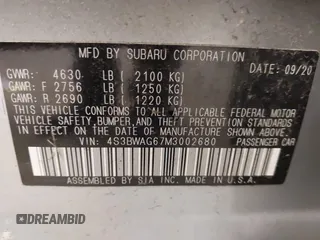 MFD BY SUBARU CORPORATION
GVWR: 4630 LB ( 2100 KG) DATE: 09/20
GAWR: F 2756 LB ( 1250 KG)
GAWR: R 2690 LB ( 1220 KG)
THIS VEHICLE CONFORMS TO ALL APPLICABLE FEDERAL MOTOR
VEHICLE SAFETY, BUMPER, AND THEFT PREVENTION STANDARDS
IN EFFECT ON THE DATE OF MANUFACTURE SHOWN ABOVE.
VIN: 4S3BWAG67M3002680 PASSENGER CAR
ASSEMBLED BY SIA INC. MADE IN U.S.A.
DREAMBID